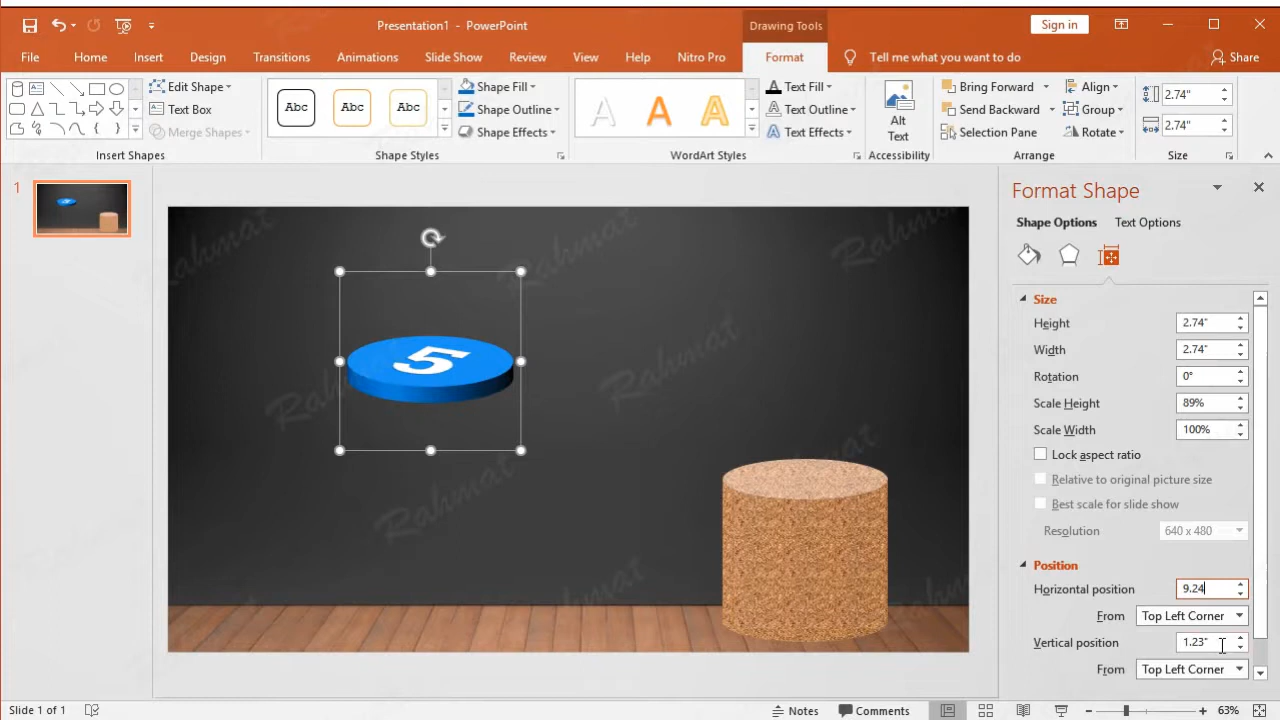 Presentation1 - PowerPoint
Drawing Tools
Sign in
File Home Insert Design Transitions Animations Slide Show Review View Help Nitro Pro Format Tell me what you want to do Share
Edit Shape
Text Box
Merge Shapes
Insert Shapes
Abc Abc Abc
Shape Fill
Shape Outline
Shape Effects
Shape Styles
A A A
Text Fill
Text Outline
Text Effects
WordArt Styles
Alt
Text
Accessibility
Bring Forward
Send Backward
Selection Pane
Align
Group
Rotate
Arrange
2.74"
2.74"
Size
1
5
Rahmat
Rahmat
Rahmat
Rahmat
Rahmat
Rahmat
Rahmat
Rahmat
Format Shape
Shape Options Text Options
Size
Height 2.74"
Width 2.74"
Rotation 0°
Scale Height 89%
Scale Width 100%
Lock aspect ratio
Relative to original picture size
Best scale for slide show
Resolution 640 x 480
Position
Horizontal position 9.24
From Top Left Corner
Vertical position 1.23"
From Top Left Corner
Slide 1 of 1
Notes
Comments
63%